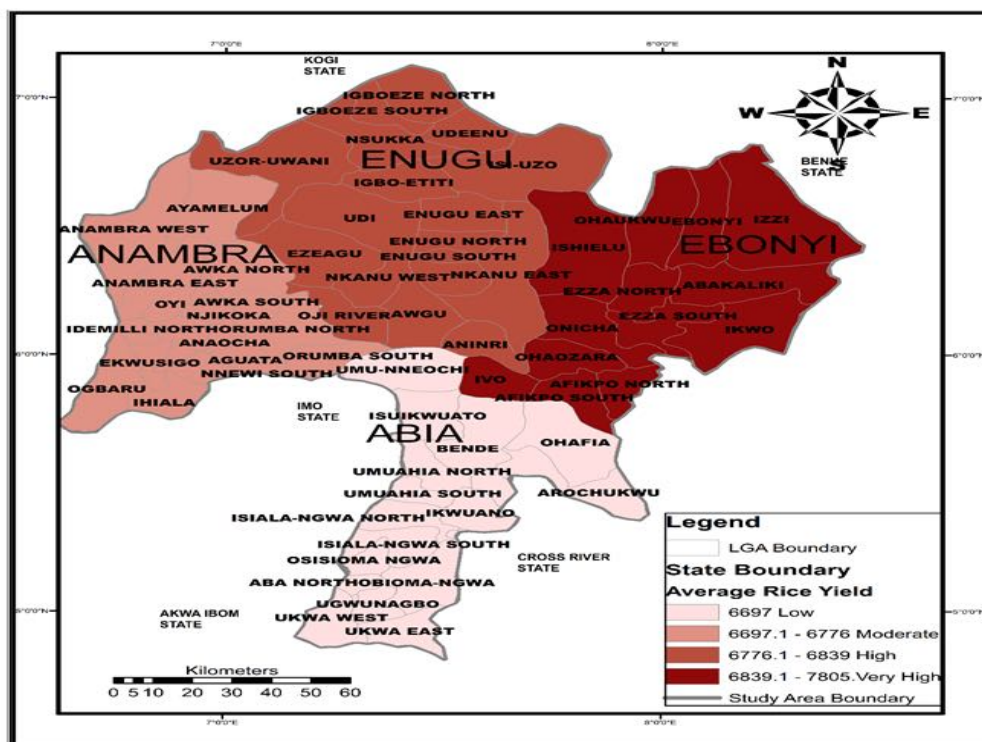 7°0'0"E 8°0'0"E
KOGI
STATE
N
7°0'0"N 7°0'0"N
IGBOEZE NORTH
IGBOEZE SOUTH
W E
UDEENU
NSUKKA
S
ENUGU
UZOR-UWANI
ISI-UZO
BENUE
STATE
IGBO-ETITI
AYAMELUM
UDI
ENUGU EAST
OHAUKWU EBONYI IZZI
ANAMBRA WEST
ENUGU NORTH
ISHIELU
EBONYI
ANAMBRA
EZEAGU
ENUGU SOUTH
AWKA NORTH
NKANU WEST NKANU EAST
ANAMBRA EAST
ABAKALIKI
EZZA NORTH
OYI AWKA SOUTH
NJIKOKA OJI RIVER AWGU
EZZA SOUTH
IDEMILLI NORTHORUMBA NORTH
ONICHA
IKWO
ANAOCHA
ANINRI
6°0'0"N 6°0'0"N
EKWUSIGO AGUATA ORUMBA SOUTH
OHAOZARA
NNEWI SOUTH UMU-NNEOCHI
IVO
AFIKPO NORTH
OGBARU
AFIKPO SOUTH
IHIALA
IMO
STATE
ISUIKWUATO
ABIA
OHAFIA
BENDE
UMUAHIA NORTH
UMUAHIA SOUTH
AROCHUKWU
ISIALA-NGWA NORTH IKWUANO
ISIALA-NGWA SOUTH
OSISIOMA NGWA
CROSS RIVER
STATE
ABA NORTHOBIOMA-NGWA
UGWUNAGBO
AKWA IBOM
STATE
UKWA WEST
UKWA EAST
5°0'0"N 5°0'0"N
Kilometers
0 5 10 20 30 40 50 60
7°0'0"E 8°0'0"E
Legend
LGA Boundary
State Boundary
Average Rice Yield
6697 Low
6697.1 - 6776 Moderate
6776.1 - 6839 High
6839.1 - 7805.Very High
Study Area Boundary